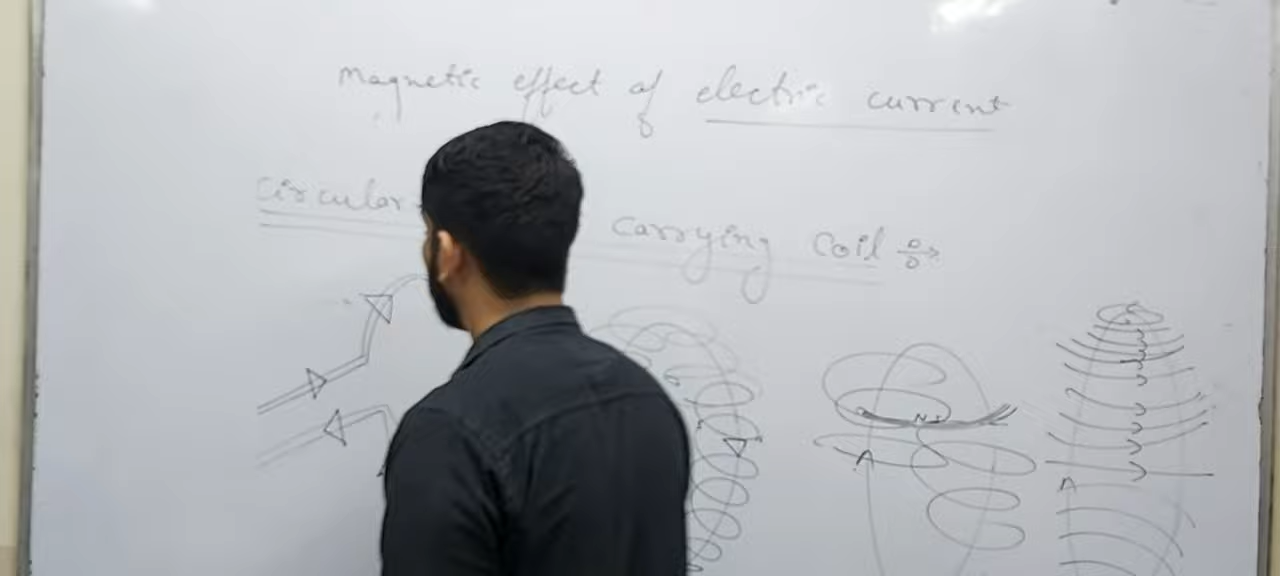 Magnetic effect of electric current
Circular Carrying Coil
N S